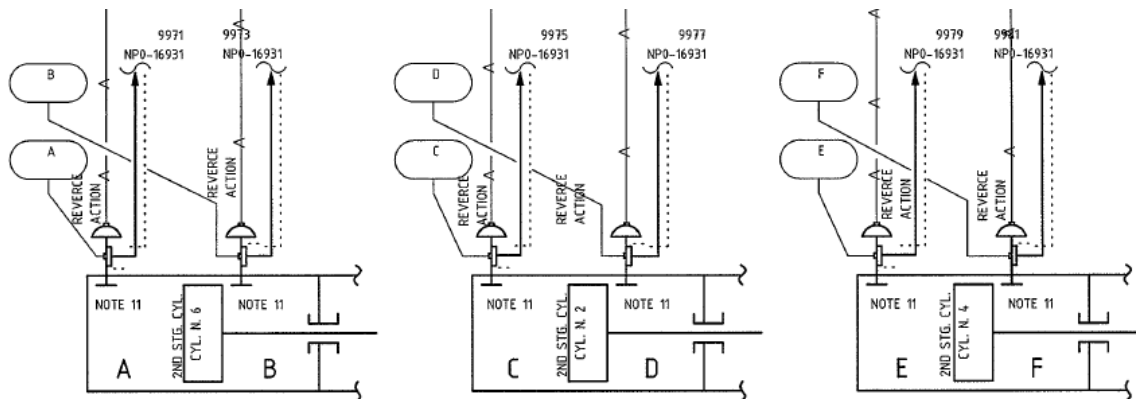 9971 9973
NPO-16931 NPO-16931
B
A
REVERCE ACTION
REVERCE ACTION
NOTE 11
NOTE 11
2ND STG. CYL.
CYL. N. 6
A
B
9975 9977
NPO-16931 NPO-16931
D
C
REVERCE ACTION
REVERCE ACTION
NOTE 11
NOTE 11
2ND STG. CYL.
CYL. N. 2
C
D
9979 9981
NPO-16931 NPO-16931
F
E
REVERCE ACTION
REVERCE ACTION
NOTE 11
NOTE 11
2ND STG. CYL.
CYL. N. 4
E
F